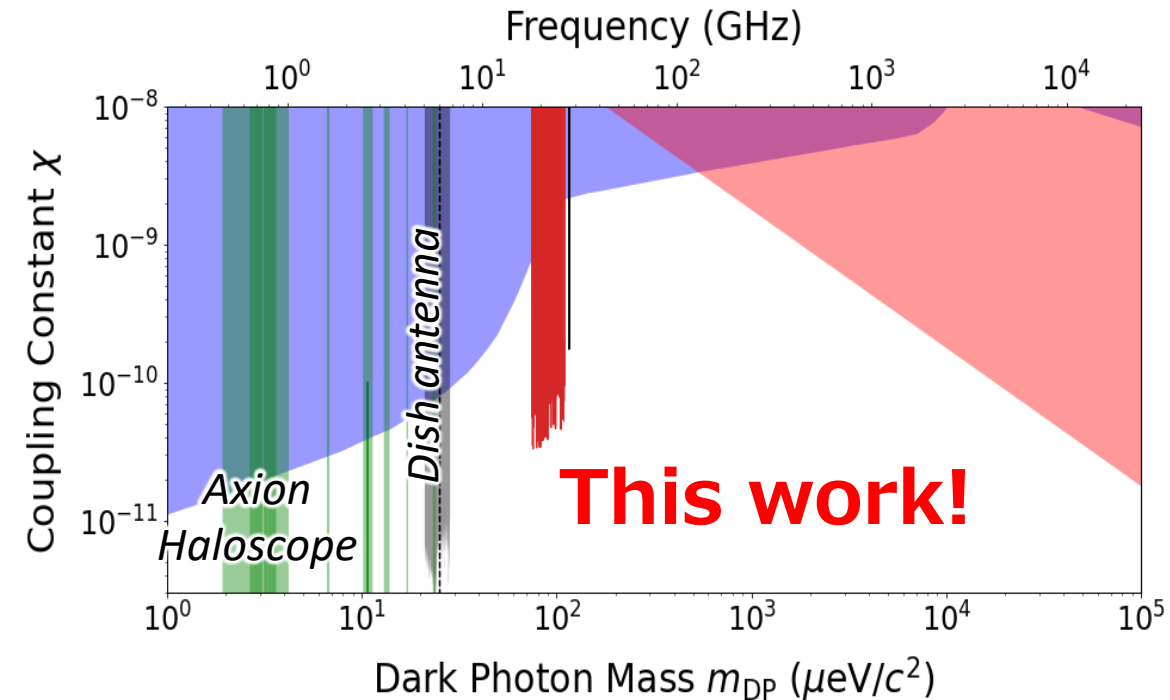 Frequency (GHz)
10⁰ 10¹ 10² 10³ 10⁴
10⁻⁸
10⁻⁹
10⁻¹⁰
10⁻¹¹
Coupling Constant χ
Dish antenna
Axion
Haloscope
This work!
10⁰ 10¹ 10² 10³ 10⁴ 10⁵
Dark Photon Mass m_DP (μeV/c²)